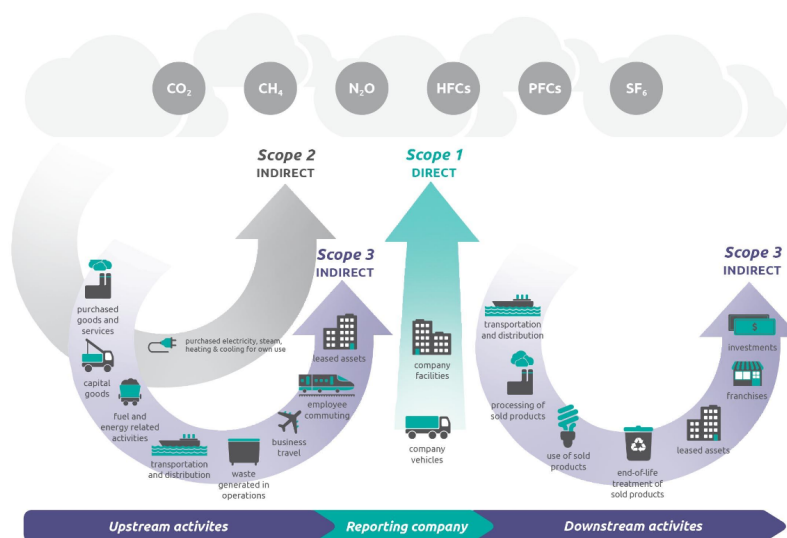 CO₂
CH₄
N₂O
HFCs
PFCs
SF₆
Scope 2
INDIRECT
Scope 1
DIRECT
Scope 3
INDIRECT
Scope 3
INDIRECT
purchased
goods and
services
capital
goods
fuel and
energy related
activities
transportation
and distribution
waste
generated in
operations
business
travel
employee
commuting
leased assets
purchased electricity, steam,
heating & cooling for own use
company
facilities
company
vehicles
transportation
and distribution
processing of
sold products
use of sold
products
end-of-life
treatment of
sold products
leased assets
franchises
$
investments
Upstream activites
Reporting company
Downstream activites